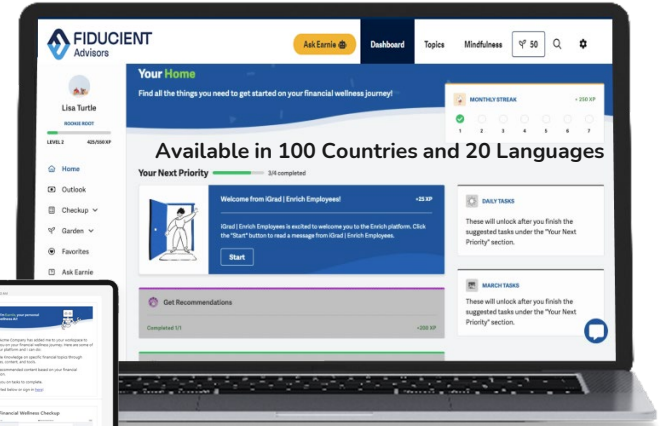 FIDUCIENT
Advisors
Ask Earnie
Dashboard
Topics
Mindfulness
50
Lisa Turtle
ROOKIE ROOT
LEVEL 2 425/550 XP
Home
Outlook
Checkup
Garden
Favorites
Ask Earnie
Your Home
Find all the things you need to get started on your financial wellness journey!
MONTHLY STREAK + 250 XP
1 2 3 4 5 6 7
Available in 100 Countries and 20 Languages
Your Next Priority 3/4 completed
Welcome from iGrad | Enrich Employees! +25 XP
iGrad | Enrich Employees is excited to welcome you to the Enrich platform. Click
the "Start" button to read a message from iGrad | Enrich Employees.
Start
Get Recommendations
Completed 1/1 +200 XP
DAILY TASKS
These will unlock after you finish the
suggested tasks under the "Your Next
Priority" section.
MARCH TASKS
These will unlock after you finish the
suggested tasks under the "Your Next
Priority" section.
Financial Wellness Checkup